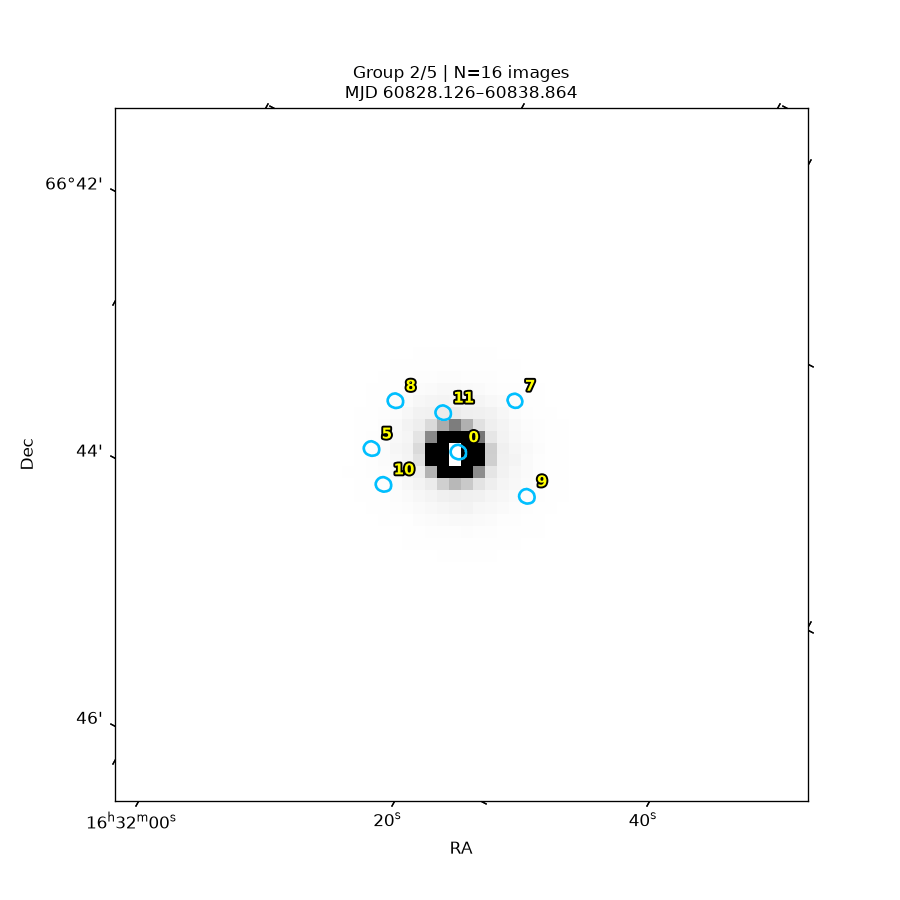 Group 2/5 | N=16 images
MJD 60828.126–60838.864
66°42'
8
7
11
5
0
44'
10
9
Dec
46'
16ʰ32ᵐ00ˢ
20ˢ
40ˢ
RA